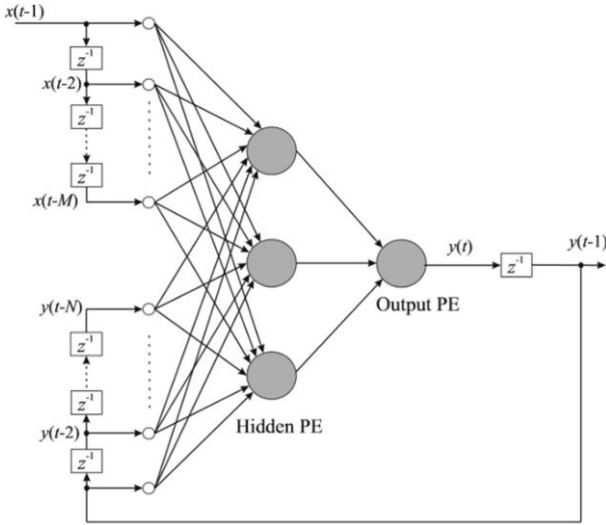 x(t-1)
z⁻¹
x(t-2)
z⁻¹
z⁻¹
x(t-M)
y(t-N)
z⁻¹
z⁻¹
y(t-2)
z⁻¹
Hidden PE
Output PE
y(t)
z⁻¹
y(t-1)